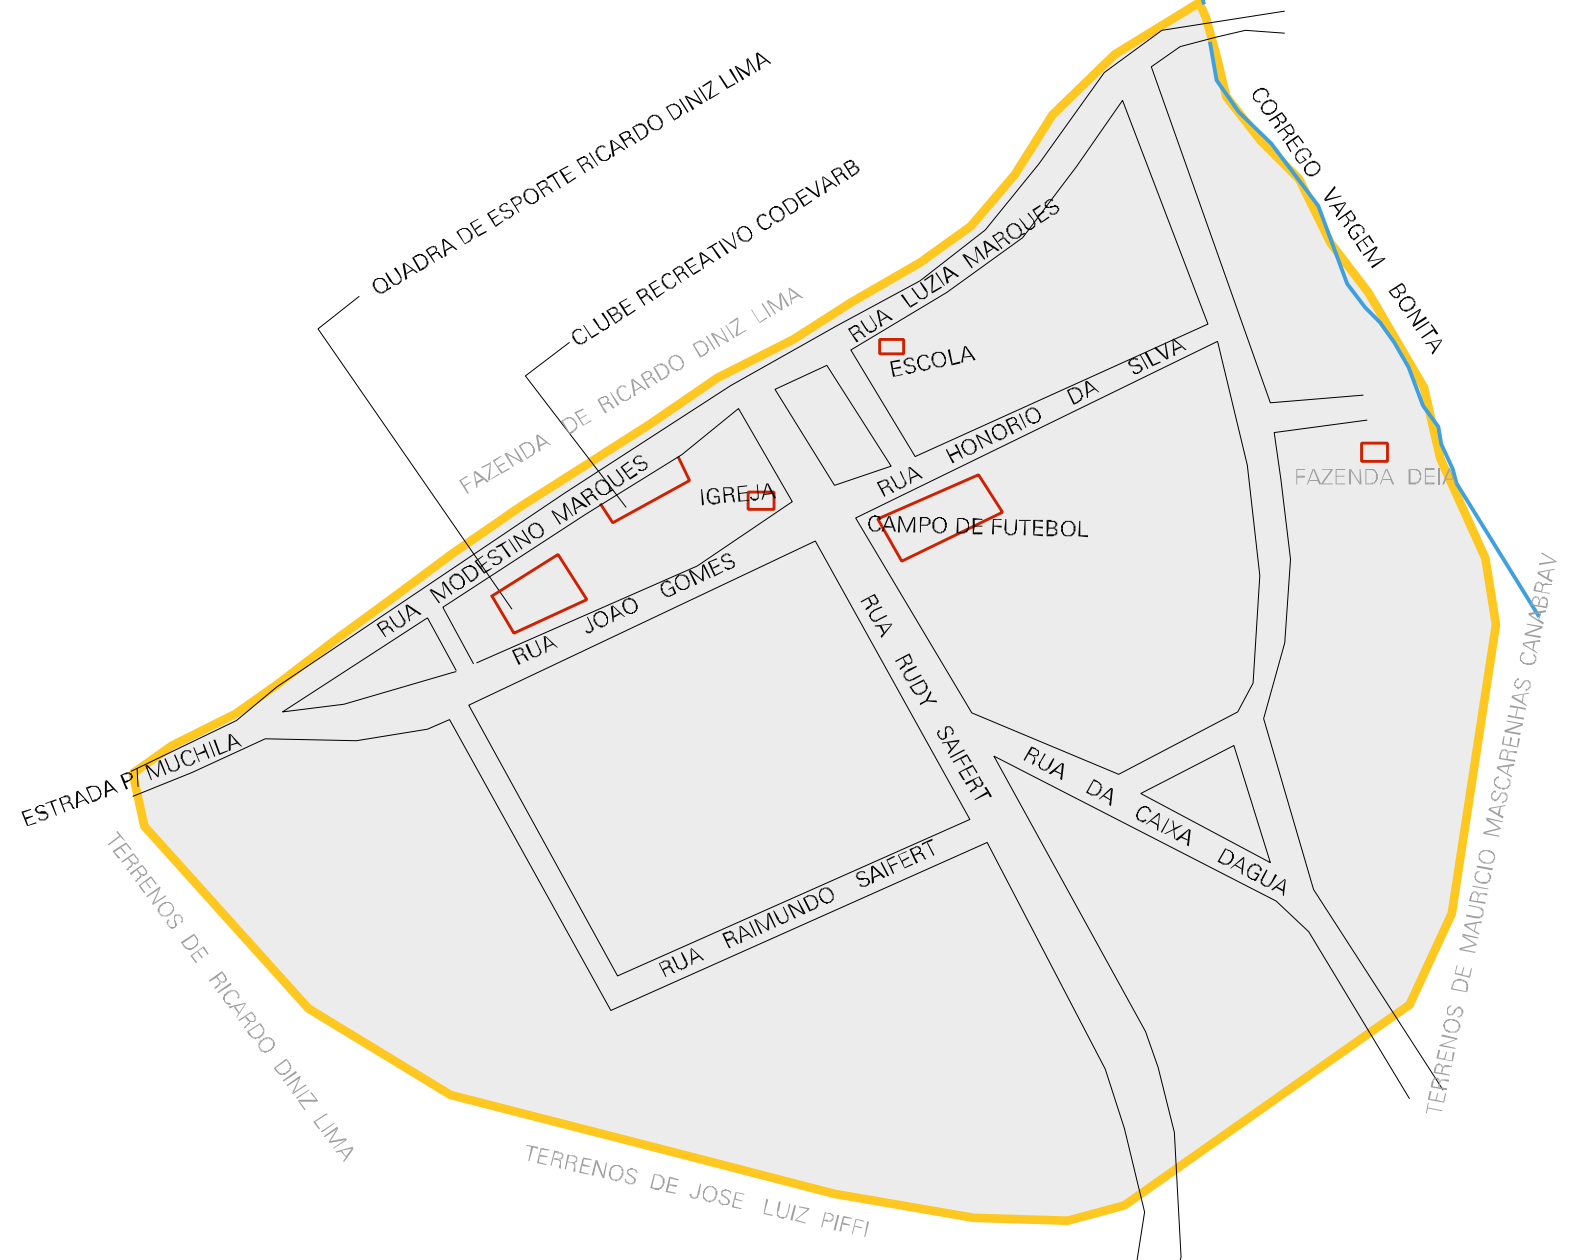 QUADRA DE ESPORTE RICARDO DINIZ LIMA
CORREGO VARGEM BONITA
CLUBE RECREATIVO CODEVARB
FAZENDA DE RICARDO DINIZ LIMA
RUA LUZIA MARQUES
ESCOLA
RUA HONORIO DA SILVA
RUA MODESTINO MARQUES
IGREJA
FAZENDA DEIA
CAMPO DE FUTEBOL
RUA JOAO GOMES
RUA RUDY SAIFERT
ESTRADA P/ MUCHILA
RUA DA CAIXA DAGUA
RUA RAIMUNDO SAIFERT
TERRENOS DE MAURICIO MASCARENHAS CANABRAV
TERRENOS DE RICARDO DINIZ LIMA
TERRENOS DE JOSE LUIZ PIFFI